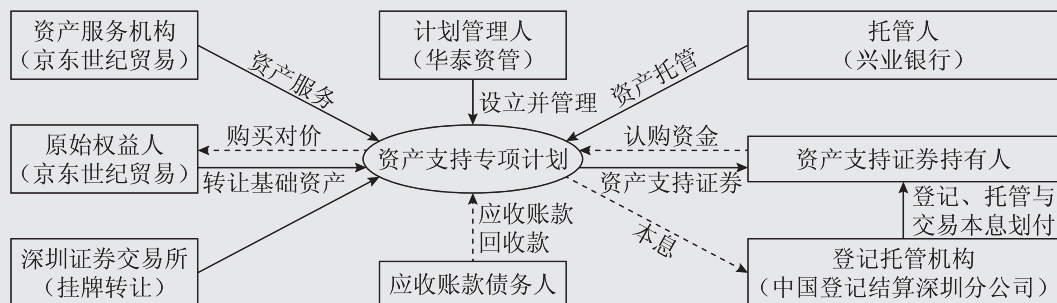 资产服务机构
（京东世纪贸易）
计划管理人
（华泰资管）
托管人
（兴业银行）
资产服务
设立并管理
资产托管
原始权益人
（京东世纪贸易）
购买对价
转让基础资产
资产支持专项计划
认购资金
资产支持证券
资产支持证券持有人
应收账款
回收款
本息
登记、托管与
交易本息划付
深圳证券交易所
（挂牌转让）
应收账款债务人
登记托管机构
（中国登记结算深圳分公司）